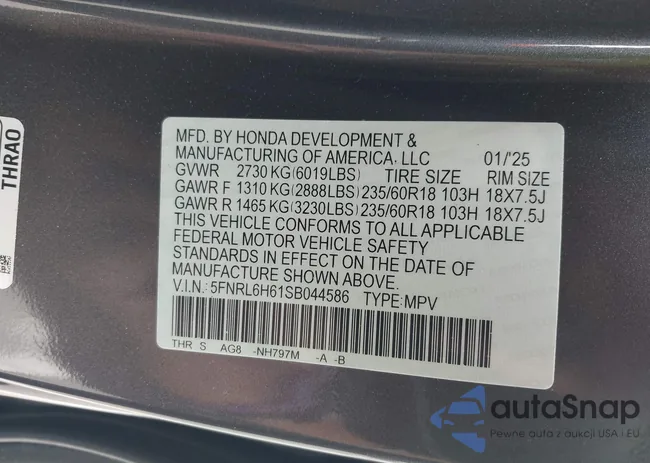 THRAO
MFD. BY HONDA DEVELOPMENT &
MANUFACTURING OF AMERICA, LLC 01/'25
GVWR 2730 KG(6019LBS) TIRE SIZE RIM SIZE
GAWR F 1310 KG(2888LBS) 235/60R18 103H 18X7.5J
GAWR R 1465 KG(3230LBS) 235/60R18 103H 18X7.5J
THIS VEHICLE CONFORMS TO ALL APPLICABLE
FEDERAL MOTOR VEHICLE SAFETY
STANDARDS IN EFFECT ON THE DATE OF
MANUFACTURE SHOWN ABOVE.
V.I.N.: 5FNRL6H61SB044586 TYPE:MPV
THR S AG8 -NH797M -A -B
autaSnap
Pewne auta z aukcji USA i EU